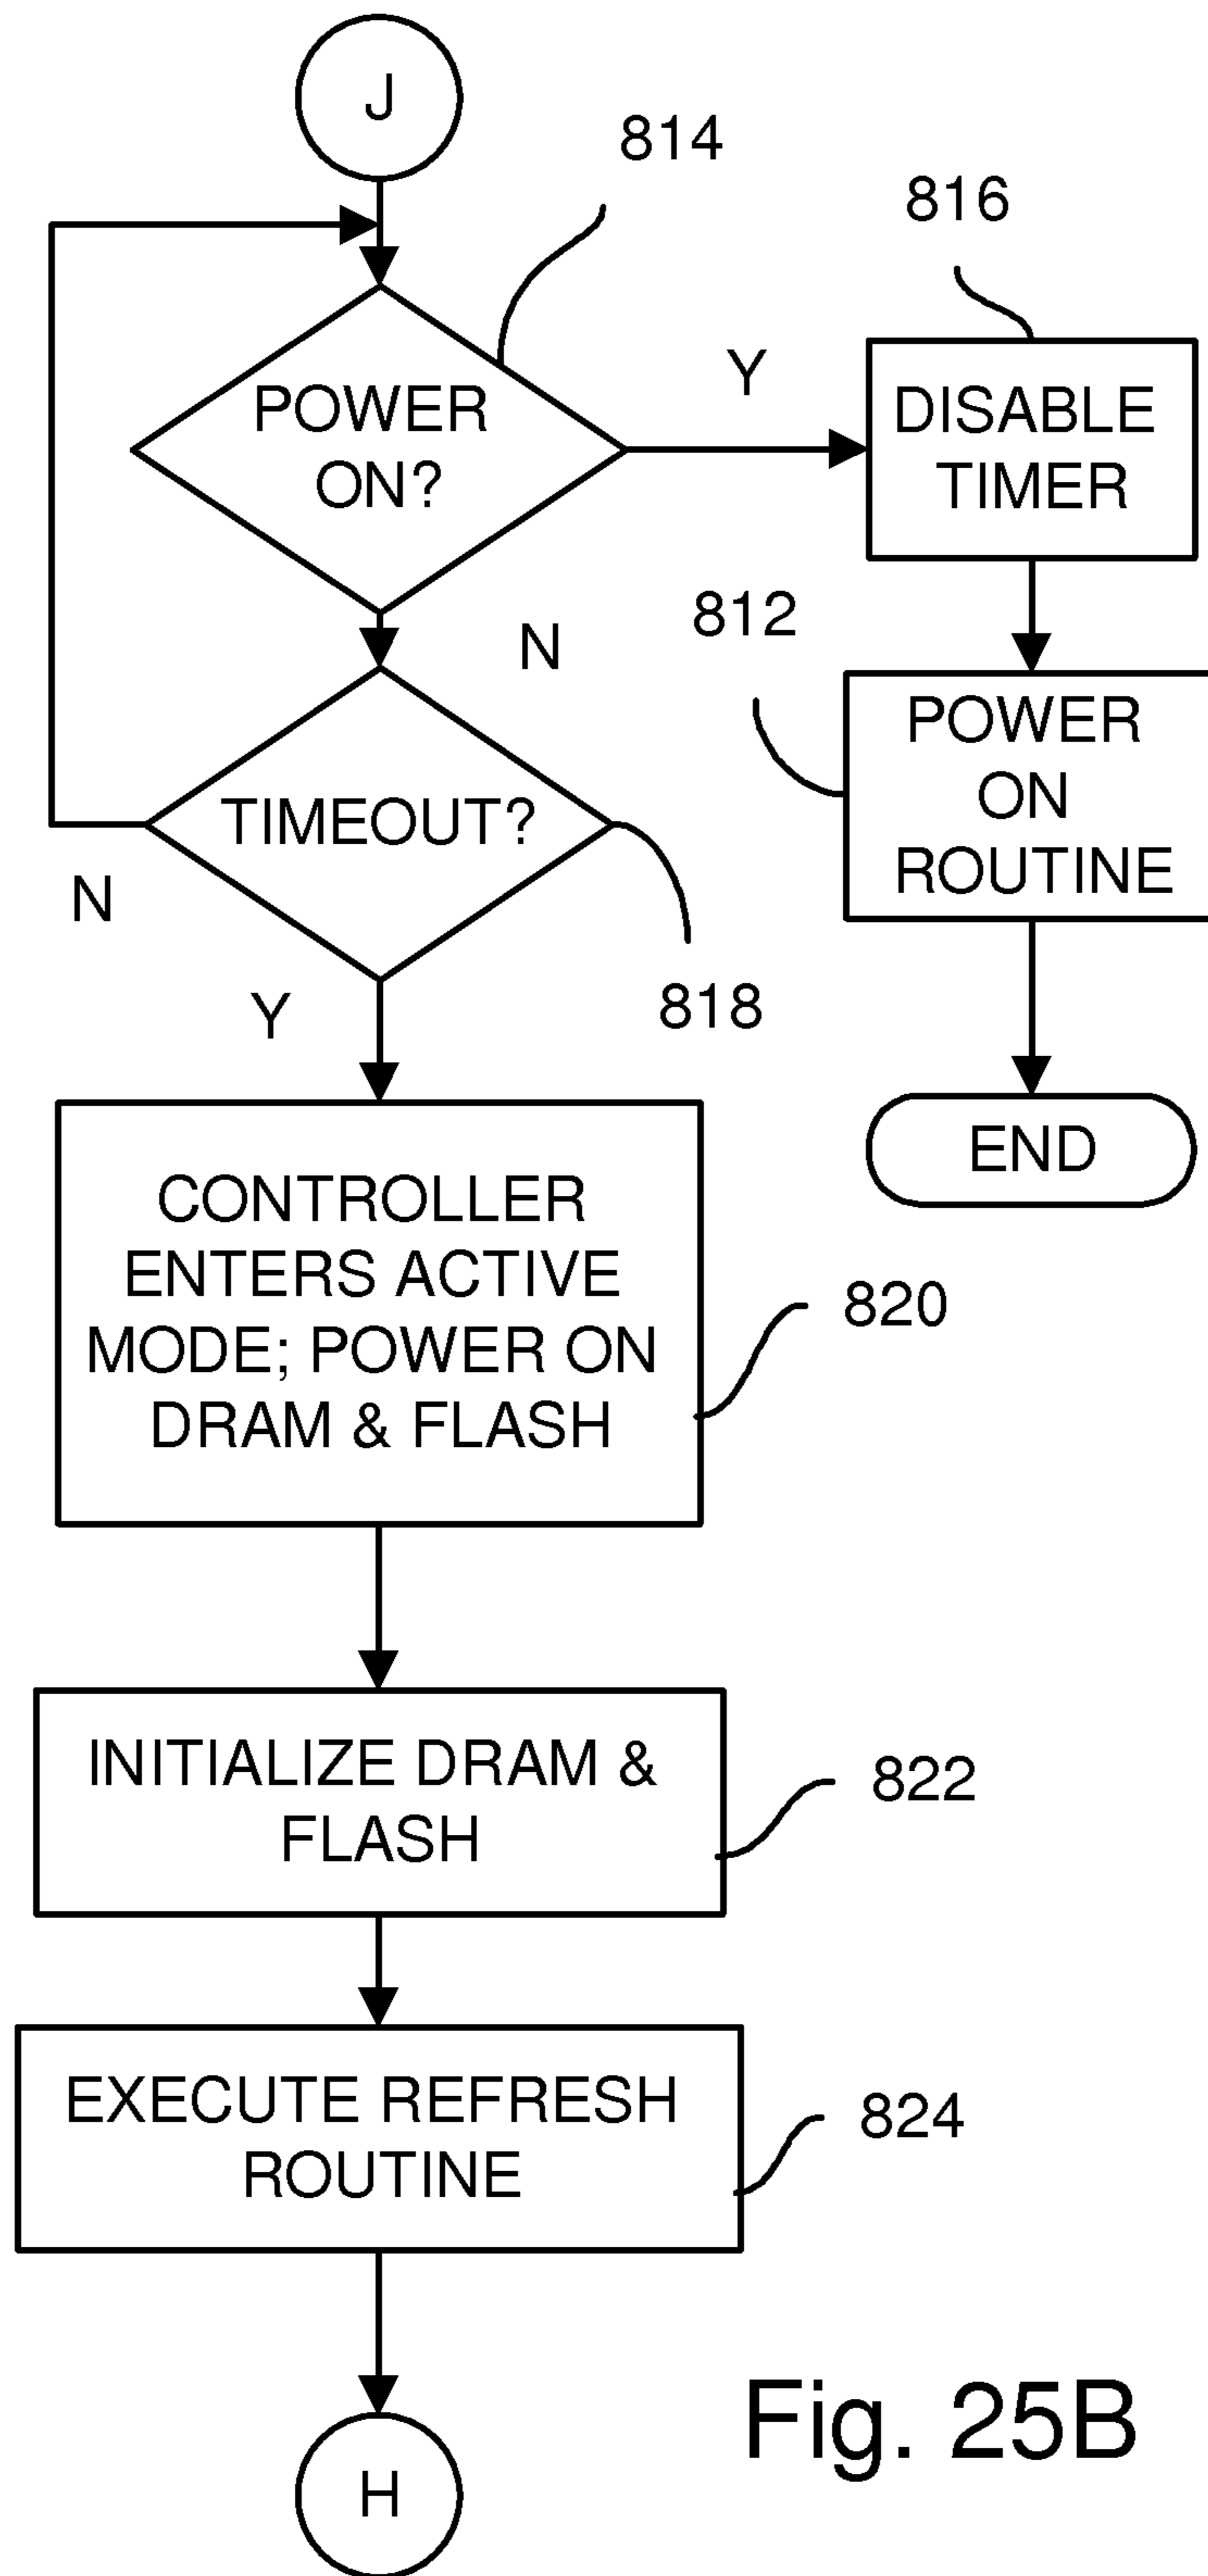 J
814
816
POWER
ON?
Y
DISABLE
TIMER
812
N
POWER
ON
ROUTINE
TIMEOUT?
N
818
Y
END
CONTROLLER
ENTERS ACTIVE
MODE; POWER ON
DRAM & FLASH
820
INITIALIZE DRAM &
FLASH
822
EXECUTE REFRESH
ROUTINE
824
H
Fig. 25B